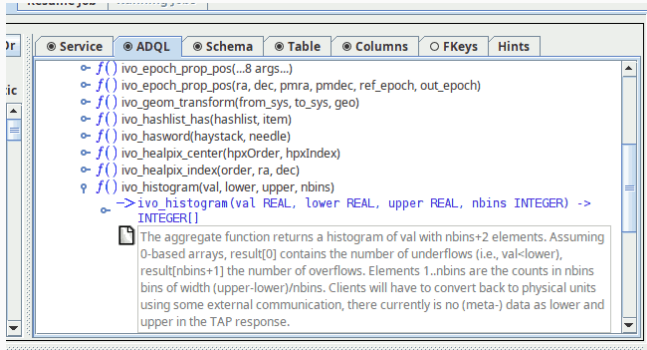 Resume Job Running Jobs
Service ADQL Schema Table Columns FKeys Hints
f() ivo_epoch_prop_pos(...8 args...)
f() ivo_epoch_prop_pos(ra, dec, pmra, pmdec, ref_epoch, out_epoch)
f() ivo_geom_transform(from_sys, to_sys, geo)
f() ivo_hashlist_has(hashlist, item)
f() ivo_hasword(haystack, needle)
f() ivo_healpix_center(hpxOrder, hpxIndex)
f() ivo_healpix_index(order, ra, dec)
f() ivo_histogram(val, lower, upper, nbins)
->ivo_histogram(val REAL, lower REAL, upper REAL, nbins INTEGER) ->
INTEGER[]
The aggregate function returns a histogram of val with nbins+2 elements. Assuming
0-based arrays, result[0] contains the number of underflows (i.e., val<lower),
result[nbins+1] the number of overflows. Elements 1..nbins are the counts in nbins
bins of width (upper-lower)/nbins. Clients will have to convert back to physical units
using some external communication, there currently is no (meta-) data as lower and
upper in the TAP response.